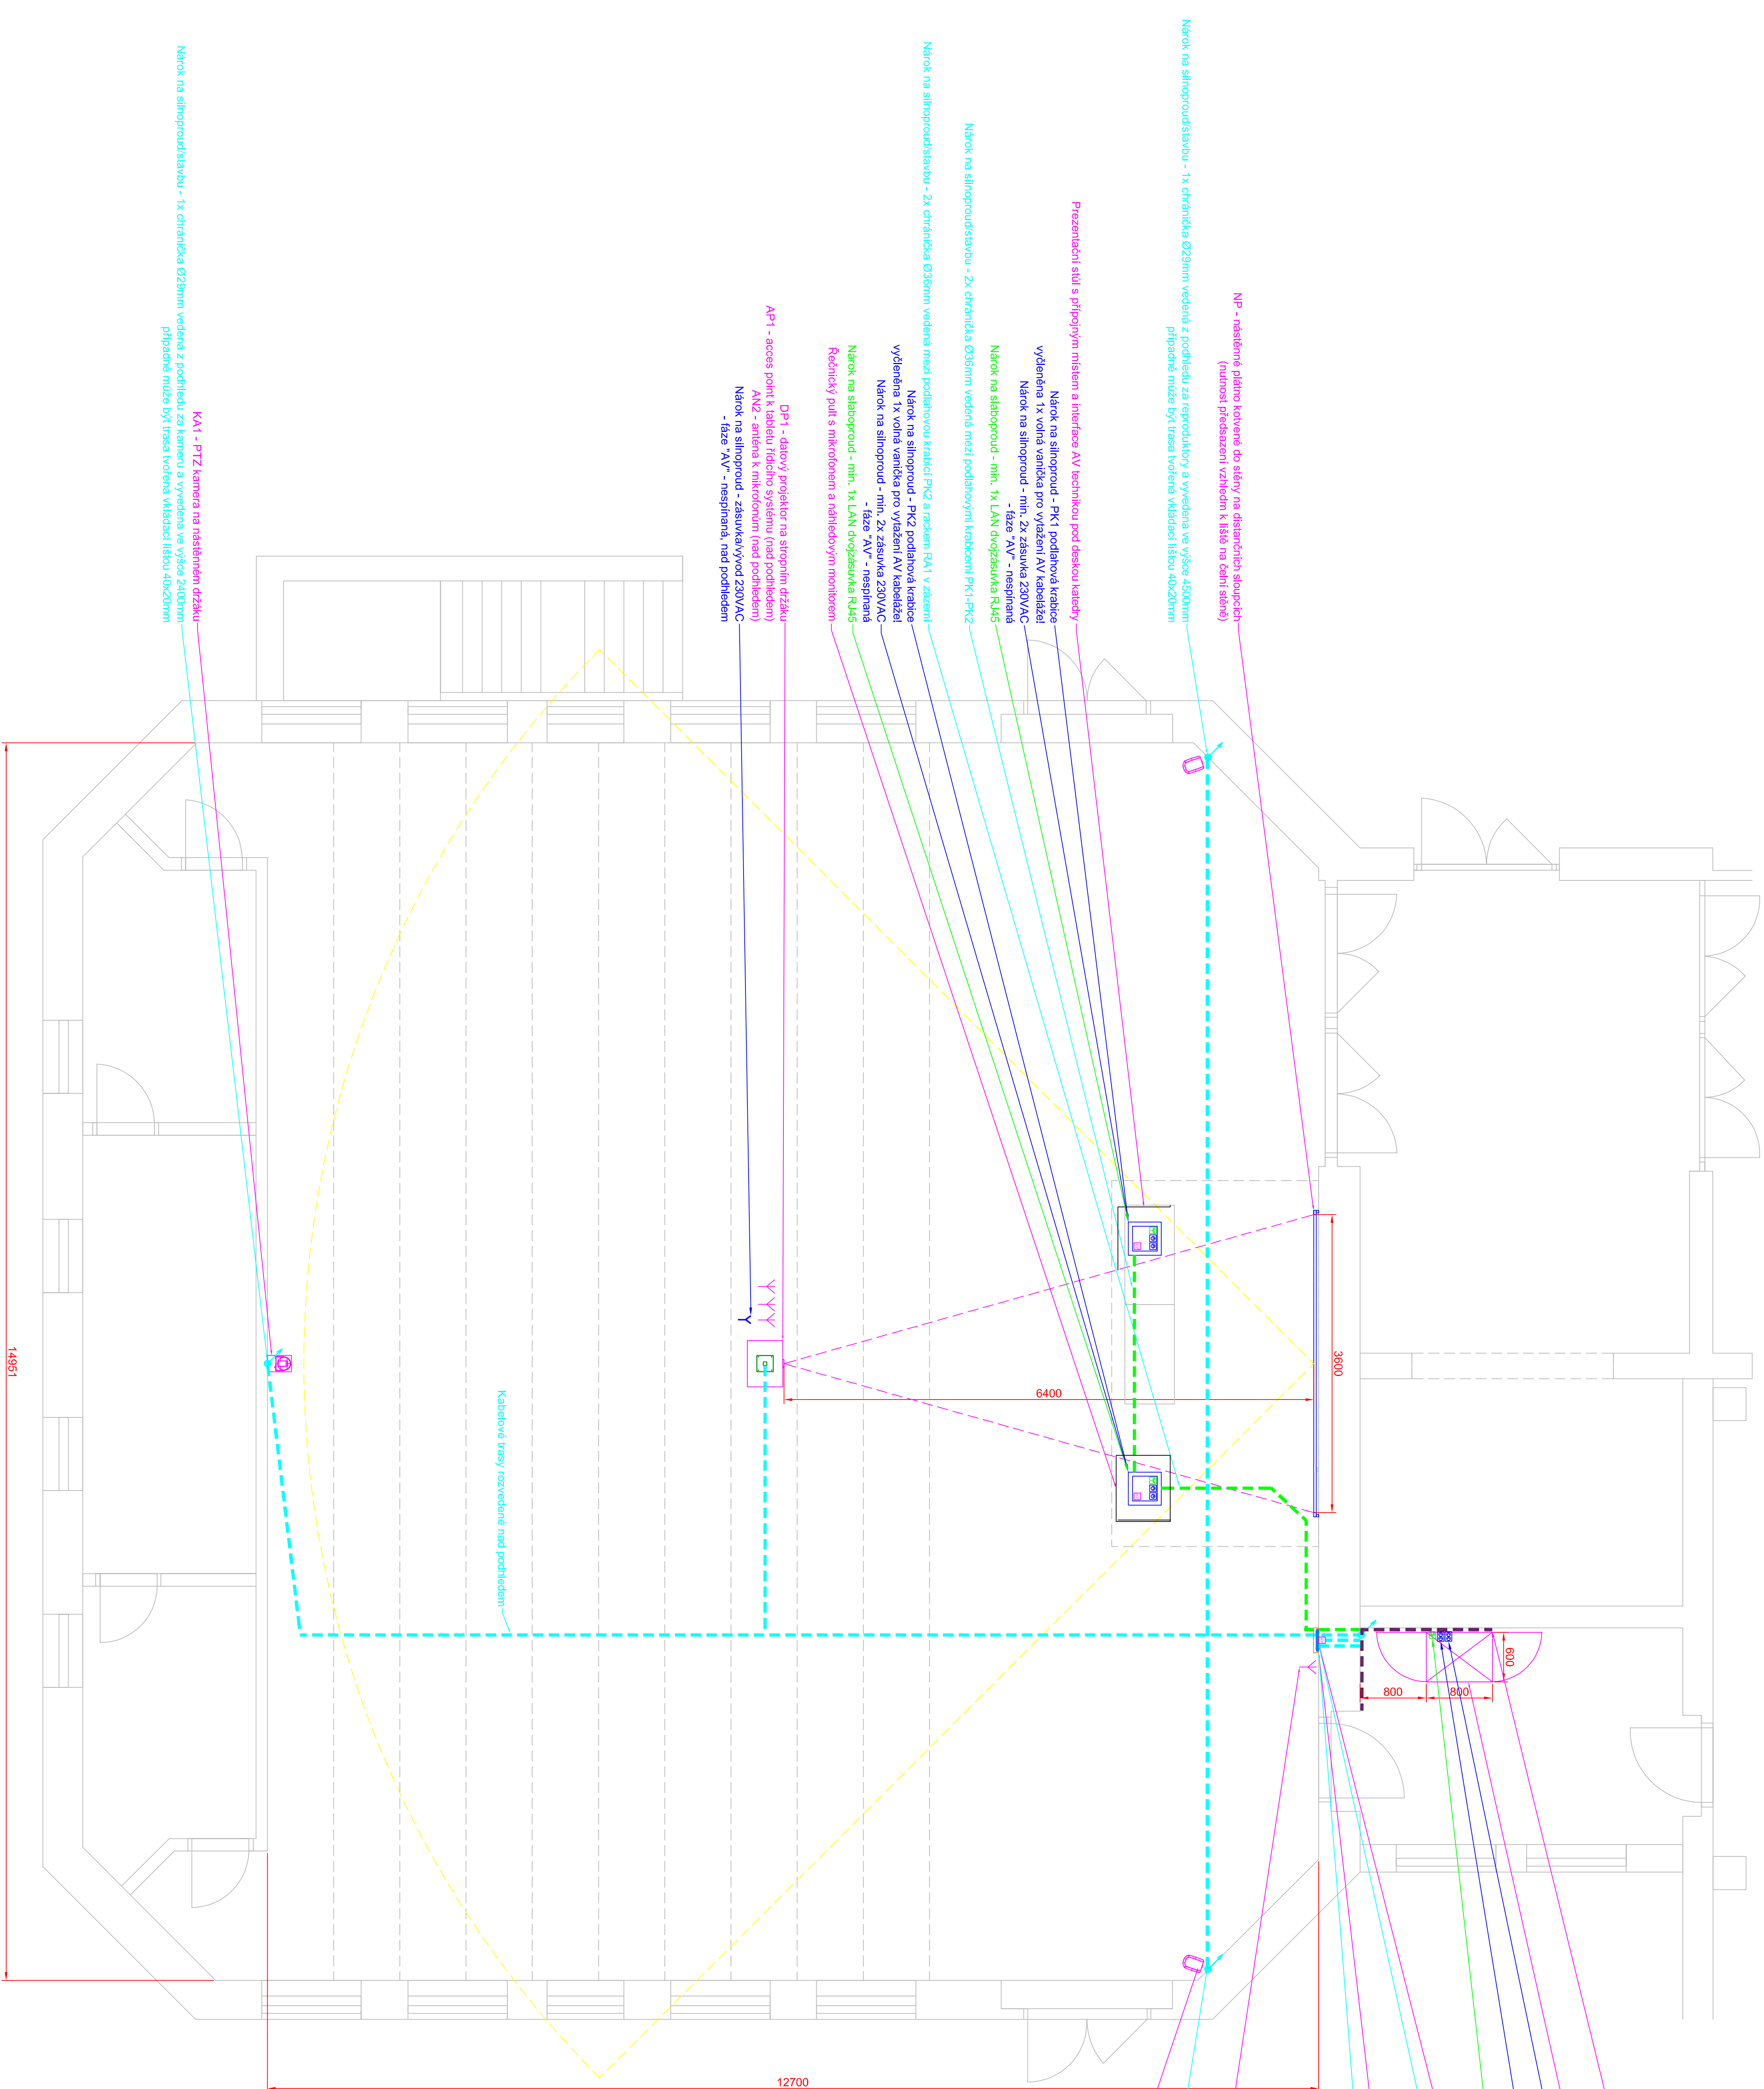 Nárok na silnoproud/stavbu - 1x chránička Ø29mm vedená z podhledu za reproduktory a vyvedena ve výšce 4500mm
případně může být trasa tvořena vkládací lištou 40x20mm
NP - nástěnné plátno kotvené do stěny na distančních sloupcích
(nutnost předsazení vzhledm k liště na čelní stěně)
Prezentační stůl s přípojným místem a interface AV technikou pod deskou katedry
Nárok na silnoproud - PK1 podlahová krabice
vyčleněna 1x volná vanička pro vytažení AV kabeláže!
Nárok na silnoproud - min. 2x zásuvka 230VAC
- fáze "AV" - nespínaná
Nárok na slaboproud - min. 1x LAN dvojzásuvka RJ45
Nárok na silnoproud/stavbu - 2x chránička Ø36mm vedená mezi podlahovými krabicemi PK1-PK2
Nárok na silnoproud/stavbu - 2x chránička Ø36mm vedená mezi podlahovou krabicí PK2 a rackem RA1 v zázemí
Nárok na silnoproud - PK2 podlahová krabice
vyčleněna 1x volná vanička pro vytažení AV kabeláže!
Nárok na silnoproud - min. 2x zásuvka 230VAC
- fáze "AV" - nespínaná
Nárok na slaboproud - min. 1x LAN dvojzásuvka RJ45
Řečnický pult s mikrofonem a náhledovým monitorem
DP1 - datový projektor na stropním držáku
AP1 - acces point k tabletu řídicího systému (nad podhledem)
AN2 - anténa k mikrofonům (nad podhledem)
Nárok na silnoproud - zásuvka/vývod 230VAC
- fáze "AV" - nespínaná, nad podhledem
KA1 - PTZ kamera na nástěnném držáku
Nárok na silnoproud/stavbu - 1x chránička Ø29mm vedená z podhledu za kameru a vyvedena ve výšce 2400mm
případně může být trasa tvořena vkládací lištou 40x20mm
Kabelové trasy rozvedené nad podhledem
3600
6400
600
800
800
14951
12700